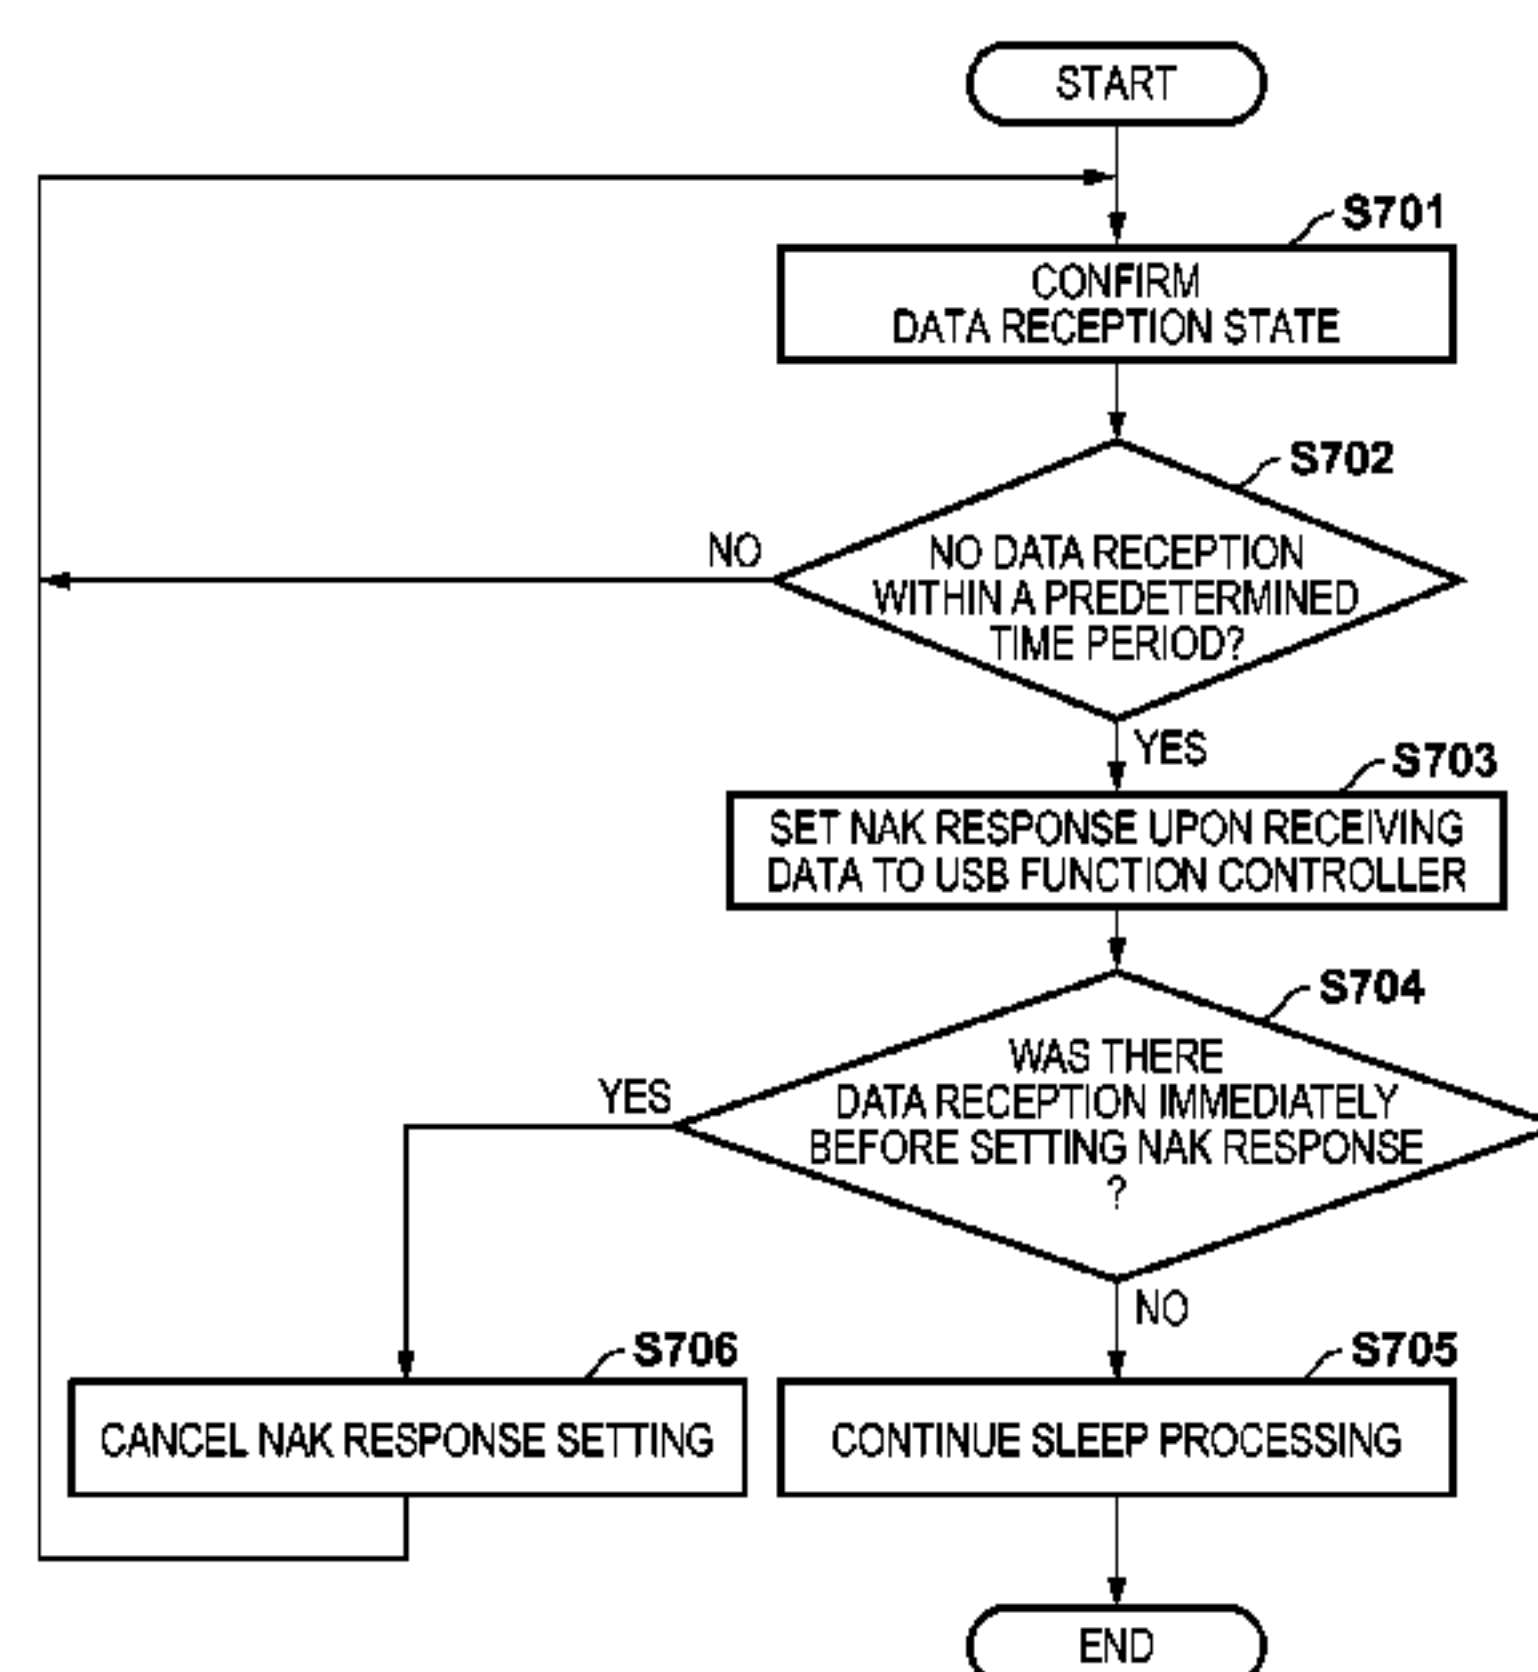 START
S701
CONFIRM
DATA RECEPTION STATE
S702
NO
NO DATA RECEPTION
WITHIN A PREDETERMINED
TIME PERIOD?
YES
S703
SET NAK RESPONSE UPON RECEIVING
DATA TO USB FUNCTION CONTROLLER
S704
WAS THERE
YES
DATA RECEPTION IMMEDIATELY
BEFORE SETTING NAK RESPONSE
?
NO
S706
S705
CANCEL NAK RESPONSE SETTING
CONTINUE SLEEP PROCESSING
END